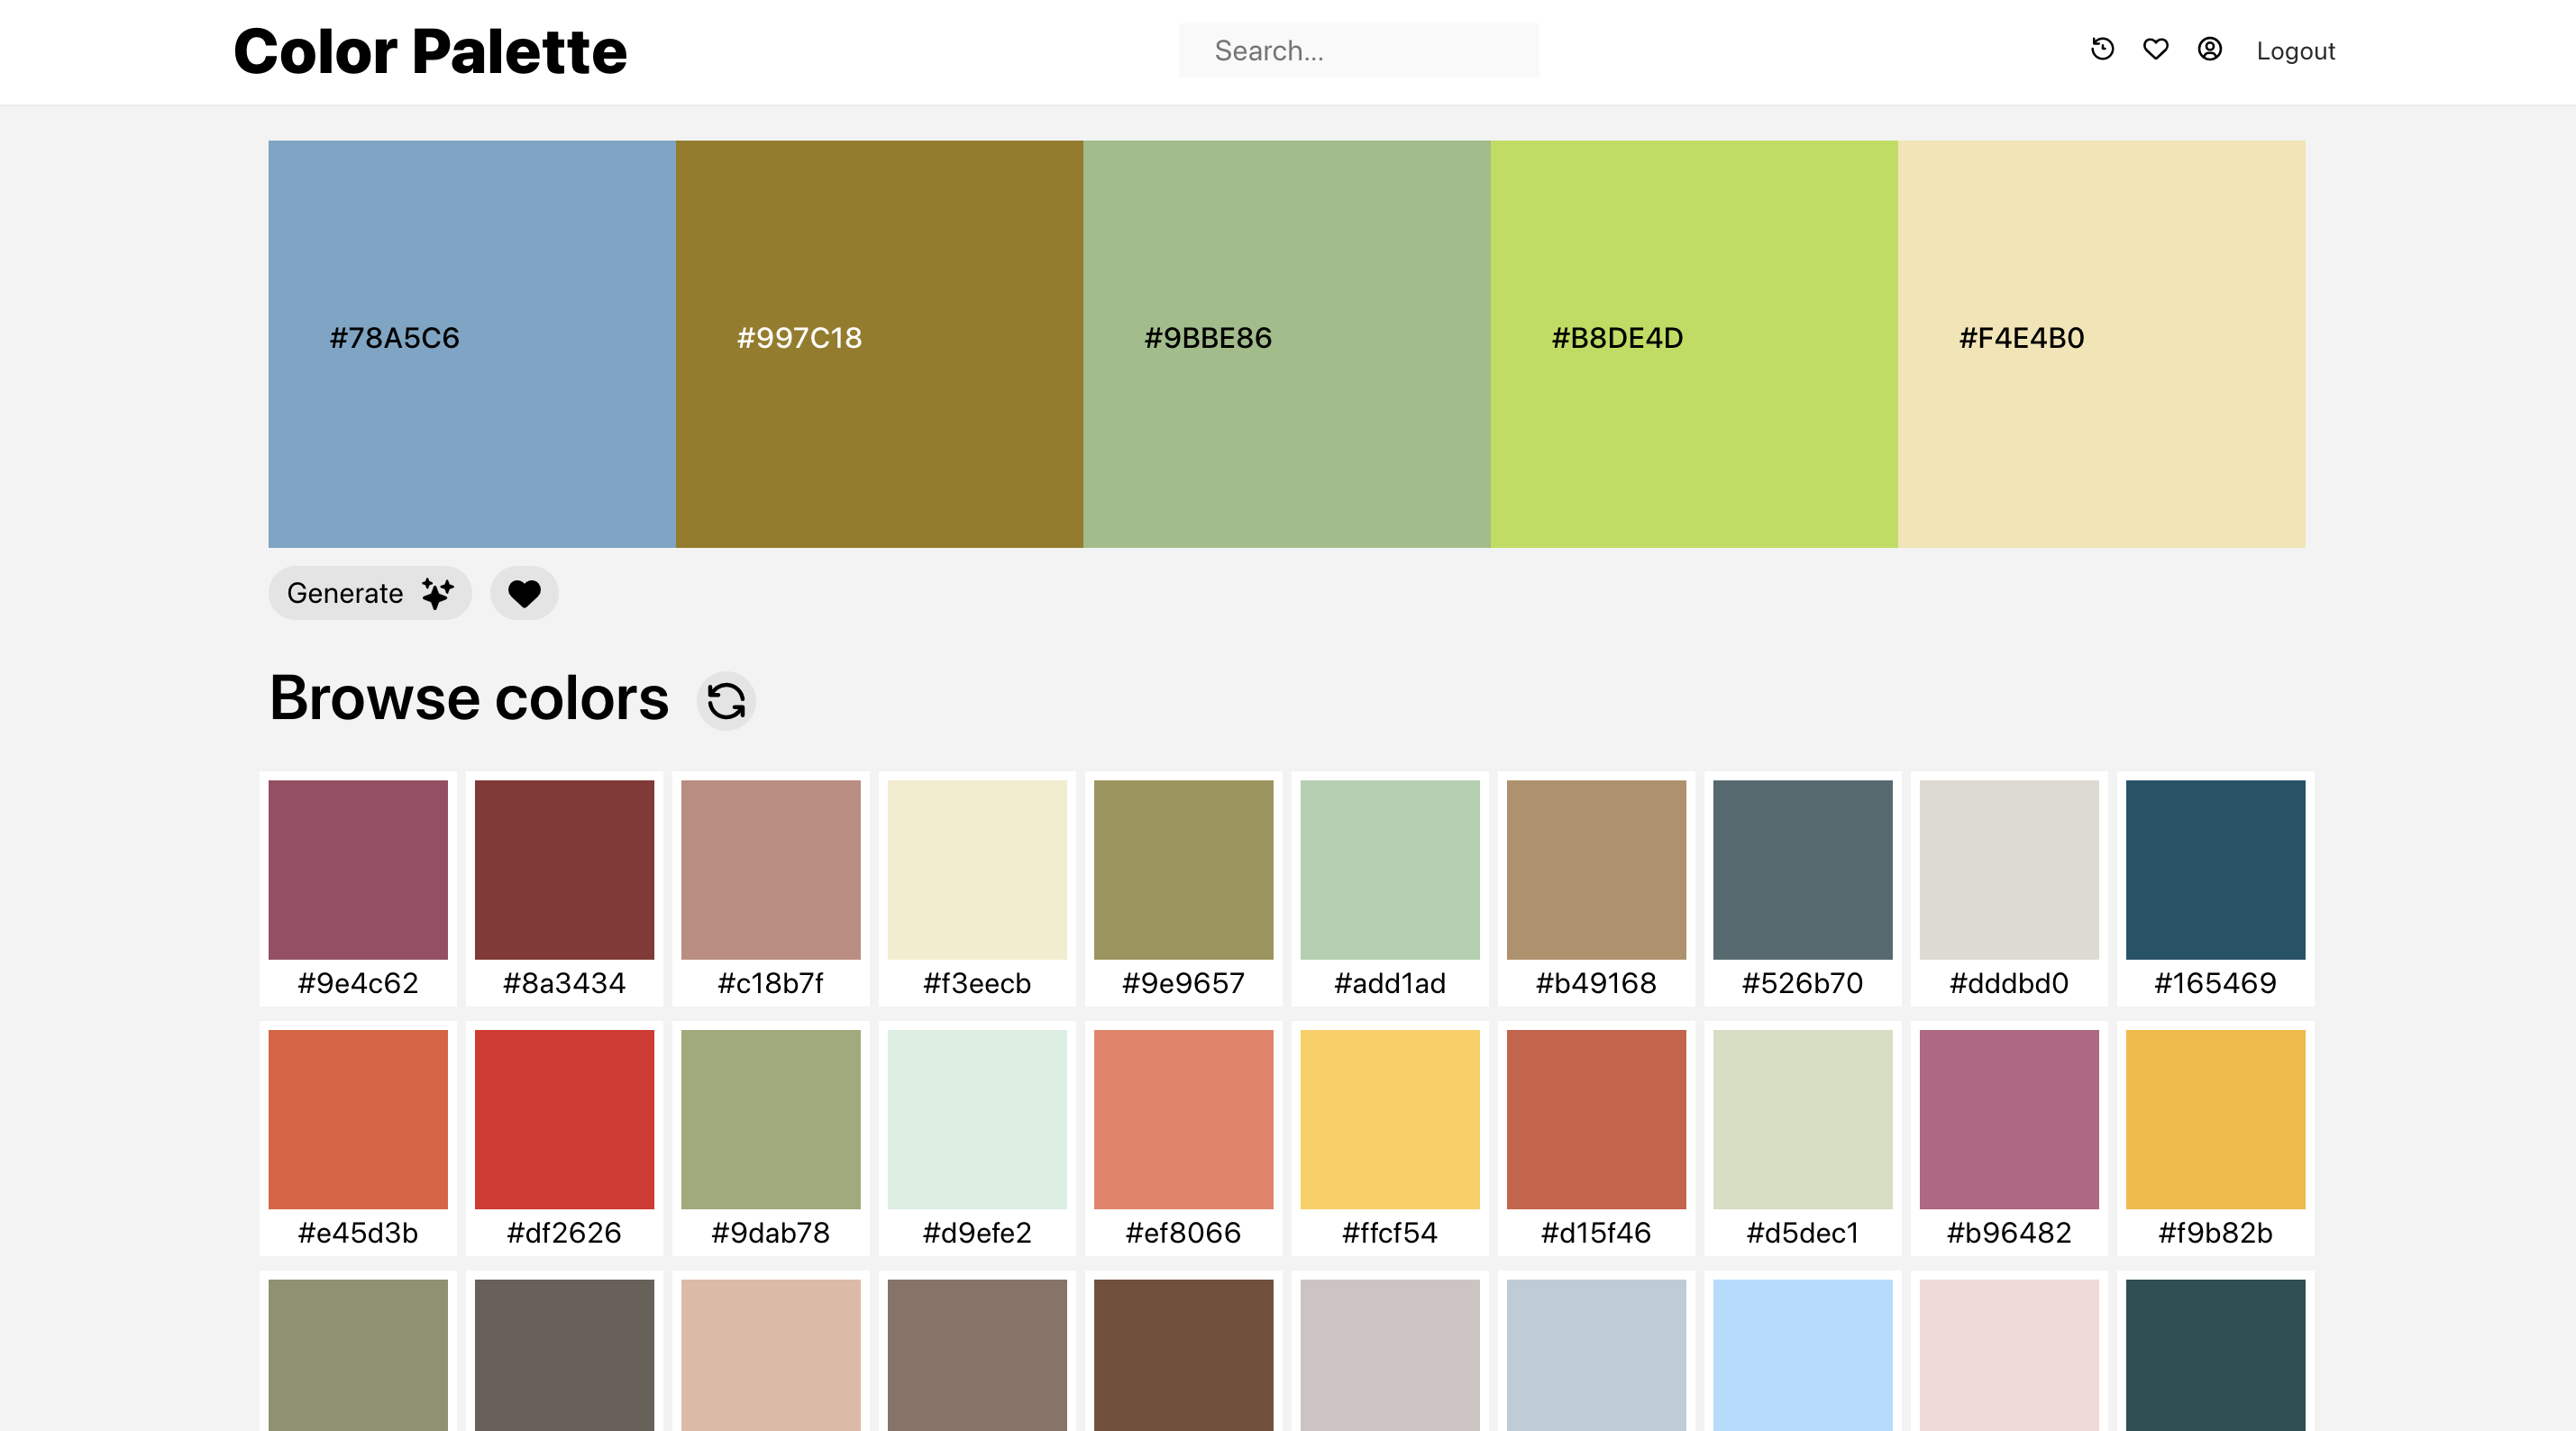 Color Palette
Search...
Logout
#78A5C6
#997C18
#9BBE86
#B8DE4D
#F4E4B0
Generate
Browse colors
#9e4c62
#8a3434
#c18b7f
#f3eecb
#9e9657
#add1ad
#b49168
#526b70
#dddbd0
#165469
#e45d3b
#df2626
#9dab78
#d9efe2
#ef8066
#ffcf54
#d15f46
#d5dec1
#b96482
#f9b82b